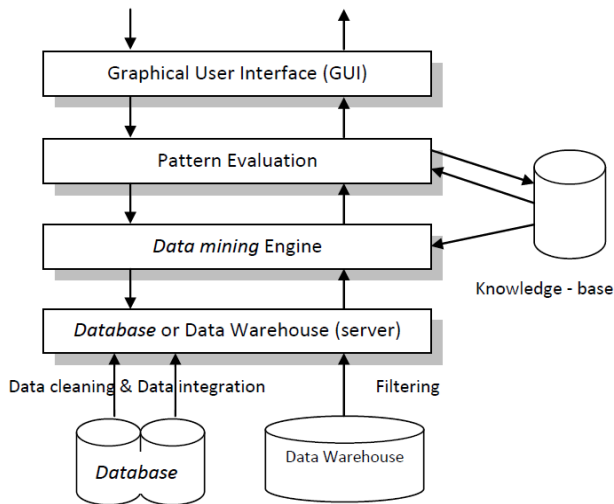 Graphical User Interface (GUI)
Pattern Evaluation
Data mining Engine
Knowledge - base
Database or Data Warehouse (server)
Data cleaning & Data integration
Filtering
Database
Data Warehouse